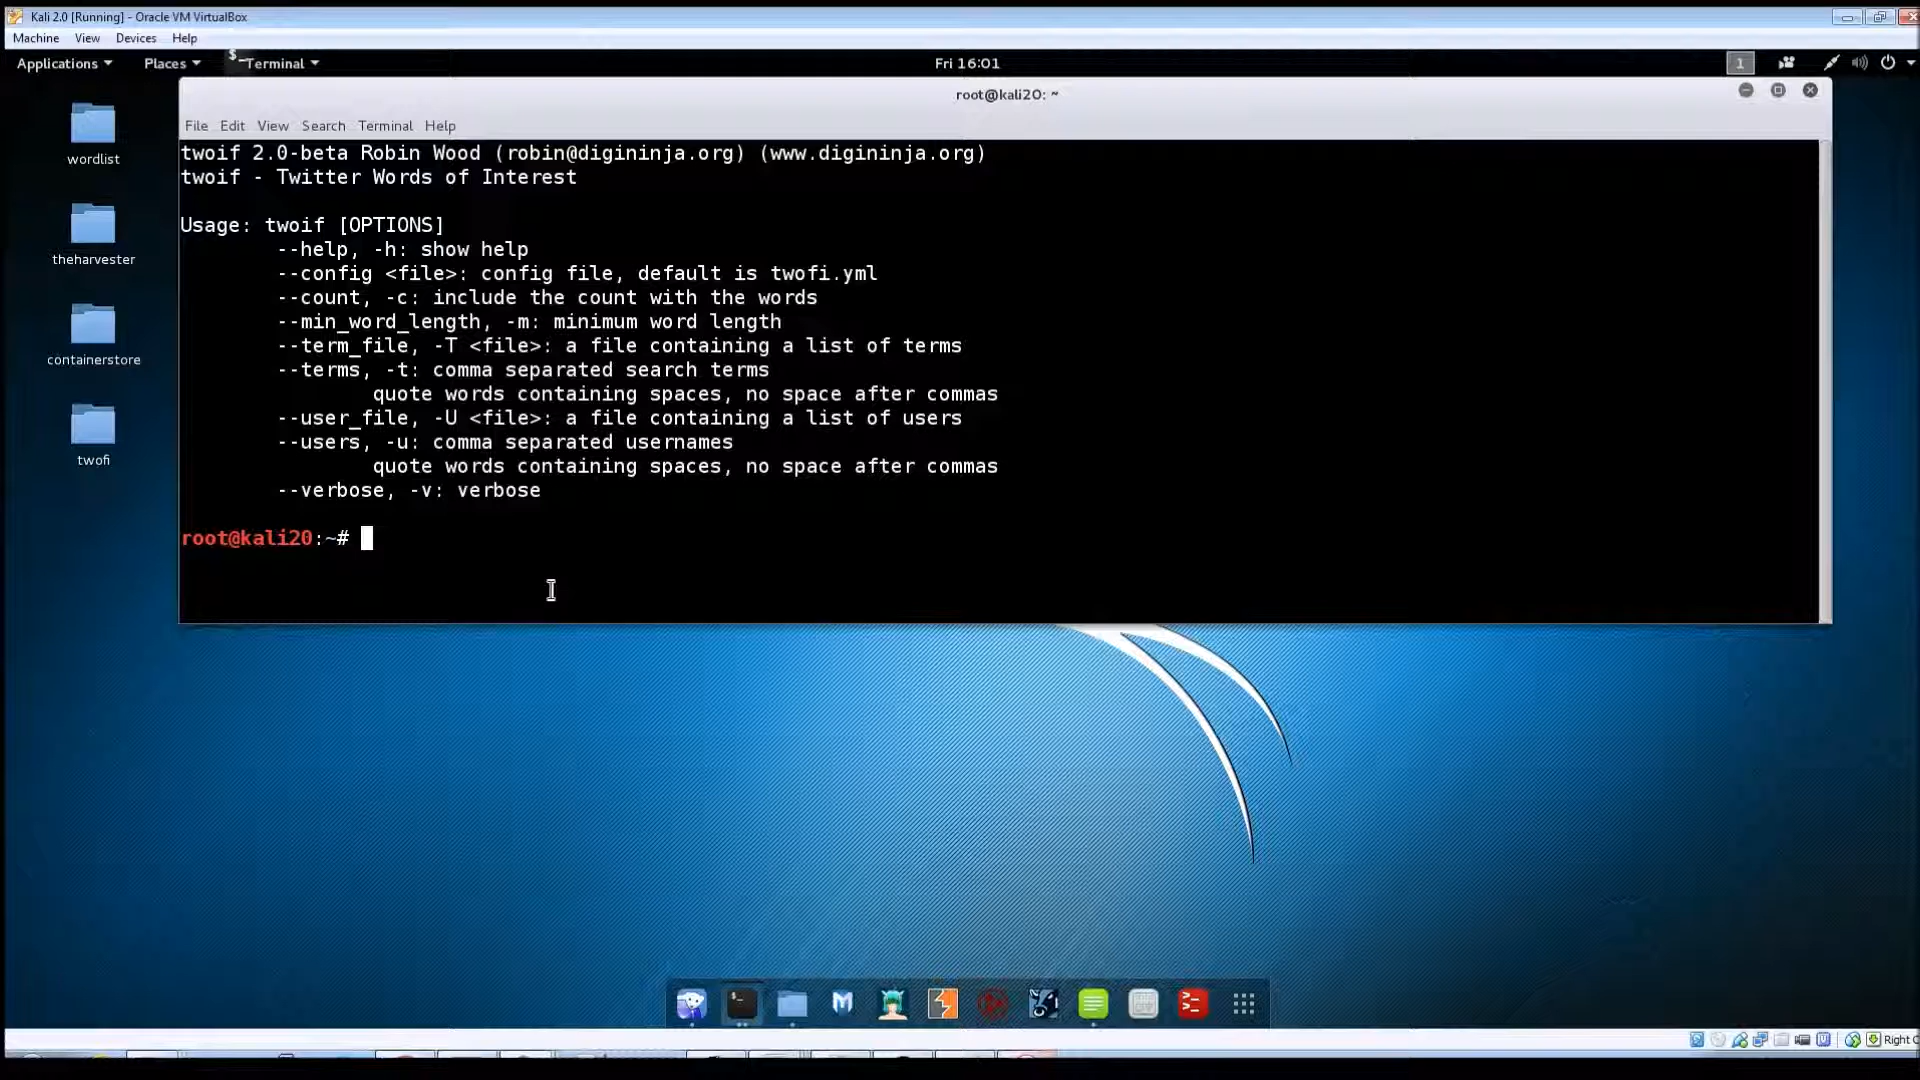 Kali 2.0 [Running] - Oracle VM VirtualBox
Machine View Devices Help
Applications Places Terminal Fri 16:01 1
root@kali20: ~
File Edit View Search Terminal Help
wordlist
theharvester
containerstore
twofi
twoif 2.0-beta Robin Wood (robin@digininja.org) (www.digininja.org)
twoif - Twitter Words of Interest
Usage: twoif [OPTIONS]
--help, -h: show help
--config <file>: config file, default is twofi.yml
--count, -c: include the count with the words
--min_word_length, -m: minimum word length
--term_file, -T <file>: a file containing a list of terms
--terms, -t: comma separated search terms
quote words containing spaces, no space after commas
--user_file, -U <file>: a file containing a list of users
--users, -u: comma separated usernames
quote words containing spaces, no space after commas
--verbose, -v: verbose
root@kali20:~#
Right C